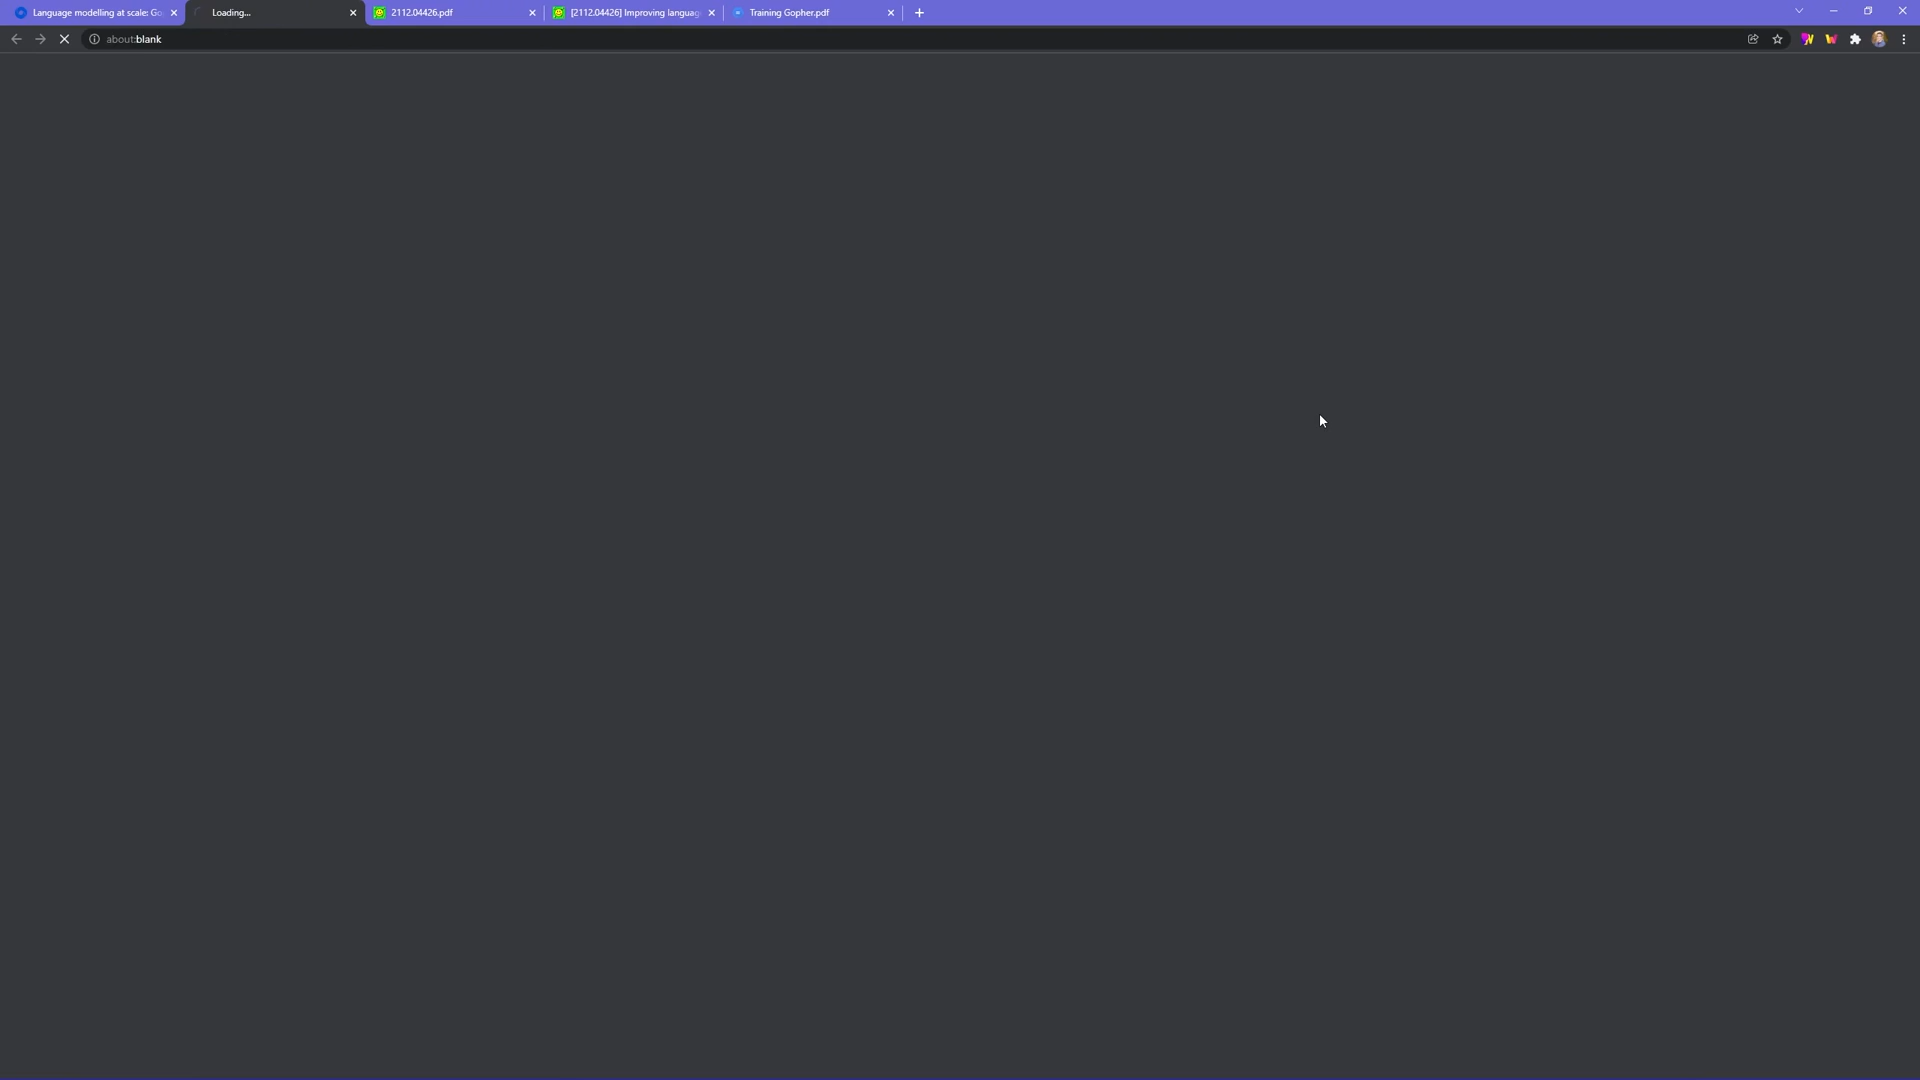 Language modelling at scale: Go
Loading...
2112.04426.pdf
[2112.04426] Improving languag
Training Gopher.pdf
about:blank